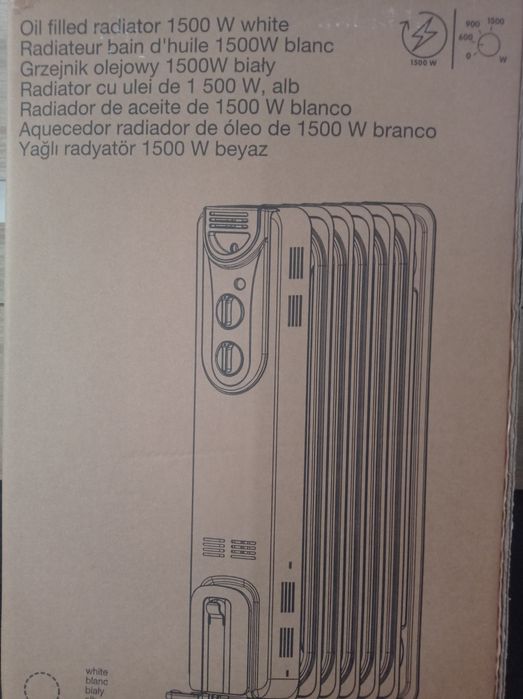 Oil filled radiator 1500 W white
Radiateur bain d'huile 1500W blanc
Grzejnik olejowy 1500W biały
Radiator cu ulei de 1 500 W, alb
Radiador de aceite de 1500 W blanco
Aquecedor radiador de óleo de 1500 W branco
Yağlı radyatör 1500 W beyaz
1500 W
900 1500
600
0 W
white
blanc
biały